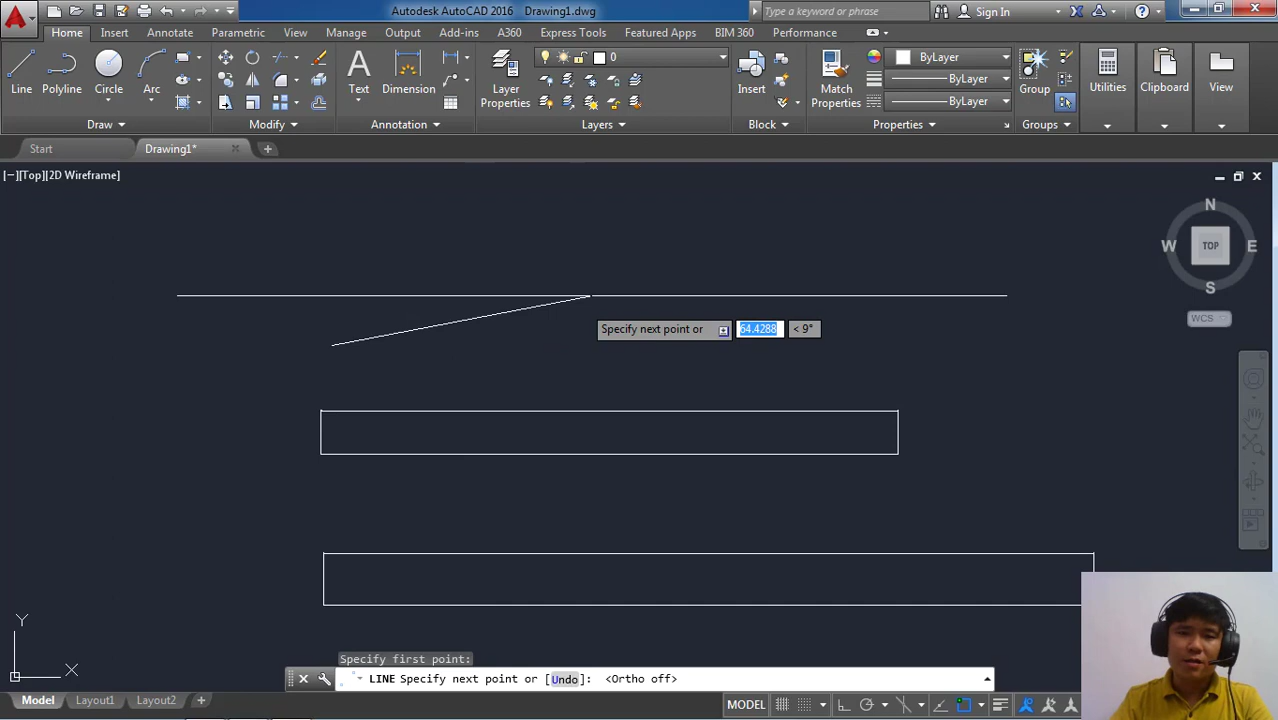 Autodesk AutoCAD 2016 Drawing1.dwg
Type a keyword or phrase
Sign In
Home Insert Annotate Parametric View Manage Output Add-ins A360 Express Tools Featured Apps BIM 360 Performance
Line
Polyline
Circle
Arc
Text
Dimension
Layer
Properties
0
Insert
Match
Properties
ByLayer
ByLayer
ByLayer
Group
Utilities
Clipboard
View
Draw
Modify
Annotation
Layers
Block
Properties
Groups
Start
Drawing1*
[−][Top][2D Wireframe]
N
W
TOP
E
S
WCS
Specify next point or
64.4288
< 9°
Y
X
Specify first point:
LINE Specify next point or [Undo]: <Ortho off>
Model
Layout1
Layout2
MODEL